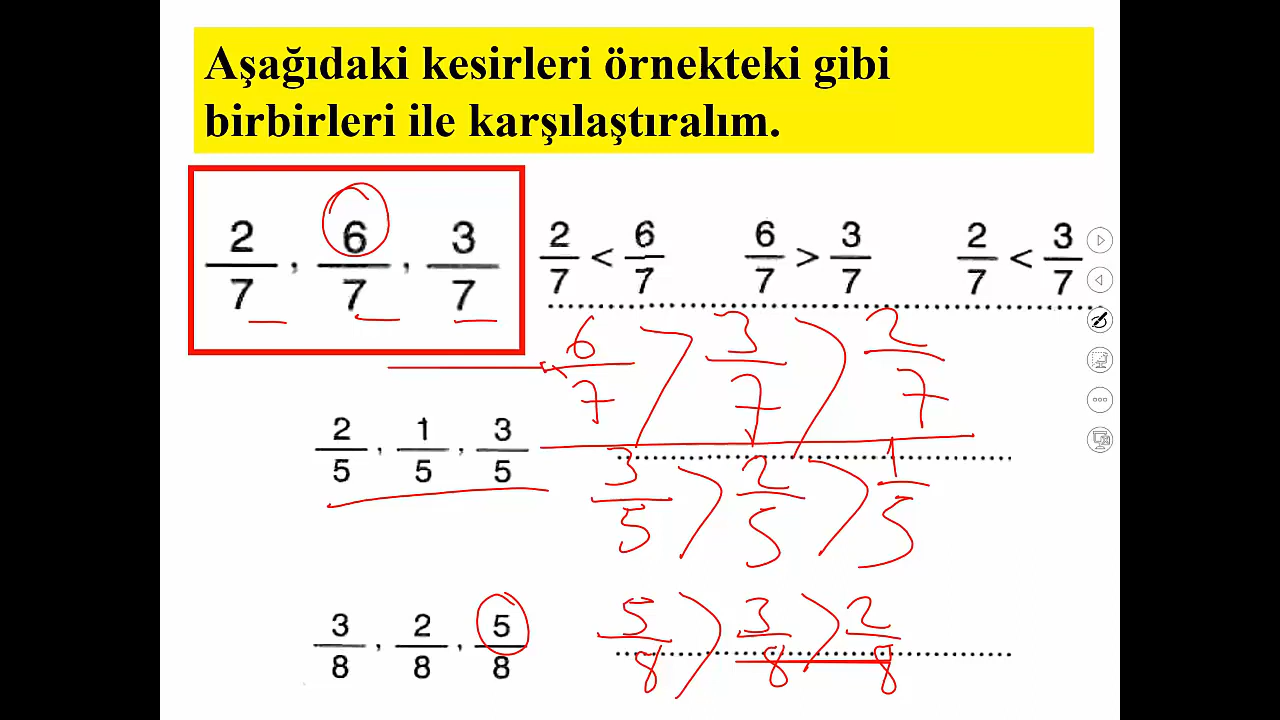 Aşağıdaki kesirleri örnekteki gibi
birbirleri ile karşılaştıralım.
2/7 , 6/7 , 3/7
2/7 < 6/7 6/7 > 3/7 2/7 < 3/7
6/7 > 3/7 > 2/7
2/5 , 1/5 , 3/5
3/5 > 2/5 > 1/5
3/8 , 2/8 , 5/8
5/8 > 3/8 > 2/8